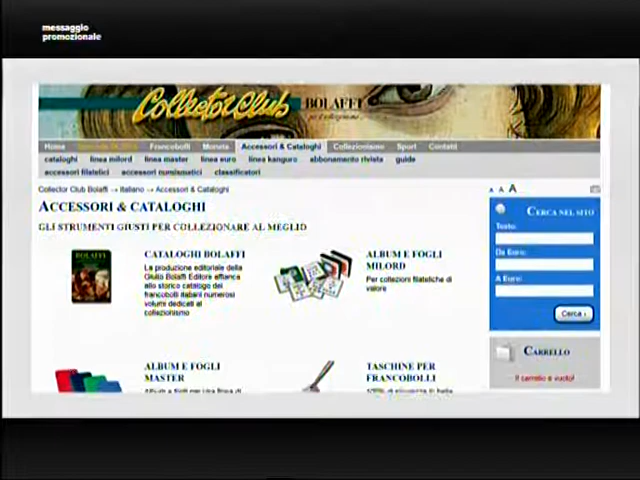 messaggio
promozionale
Collector Club BOLAFFI
Home Francobolli Monete Accessori & Cataloghi Collezionismo Sport Contatti
cataloghi linea milord linea master linea euro linea kanguro abbonamento rivista guide
accessori filatelici accessori numismatici classificatori
Collector Club Bolaffi → Italiano → Accessori & Cataloghi
A A A
ACCESSORI & CATALOGHI
GLI STRUMENTI GIUSTI PER COLLEZIONARE AL MEGLIO
CERCA NEL SITO
Testo:
Da Euro:
A Euro:
Cerca ›
CATALOGHI BOLAFFI
La produzione editoriale della
Giulio Bolaffi Editore affianca
allo storico catalogo dei
francobolli italiani numerosi
volumi dedicati al
collezionismo
BOLAFFI
ALBUM E FOGLI
MILORD
Per collezioni filateliche di
valore
CARRELLO
Il carrello è vuoto!
ALBUM E FOGLI
MASTER
TASCHINE PER
FRANCOBOLLI